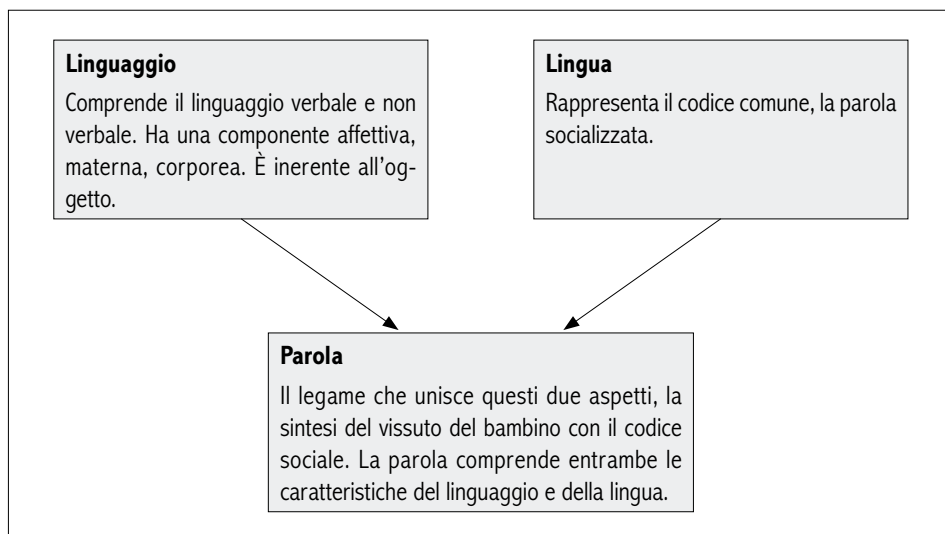 Linguaggio
Comprende il linguaggio verbale e non
verbale. Ha una componente affettiva,
materna, corporea. È inerente all'og-
getto.
Lingua
Rappresenta il codice comune, la parola
socializzata.
Parola
Il legame che unisce questi due aspetti, la
sintesi del vissuto del bambino con il codice
sociale. La parola comprende entrambe le
caratteristiche del linguaggio e della lingua.